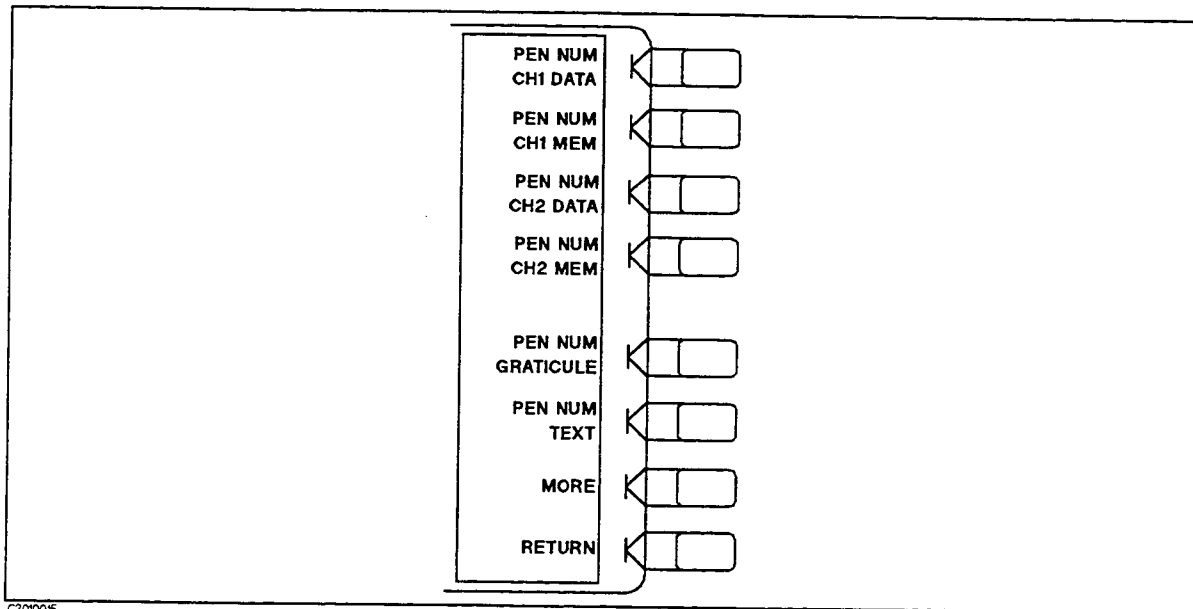 PEN NUM
CH1 DATA
PEN NUM
CH1 MEM
PEN NUM
CH2 DATA
PEN NUM
CH2 MEM
PEN NUM
GRATICULE
PEN NUM
TEXT
MORE
RETURN
C2010015